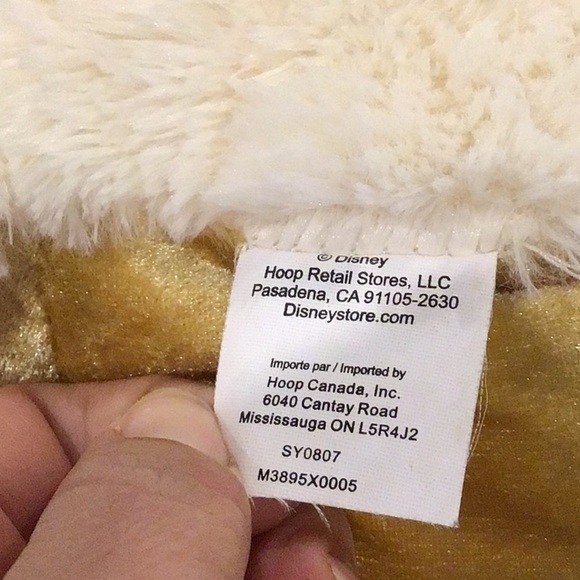 © Disney
Hoop Retail Stores, LLC
Pasadena, CA 91105-2630
Disneystore.com
Importe par / Imported by
Hoop Canada, Inc.
6040 Cantay Road
Mississauga ON L5R4J2
SY0807
M3895X0005